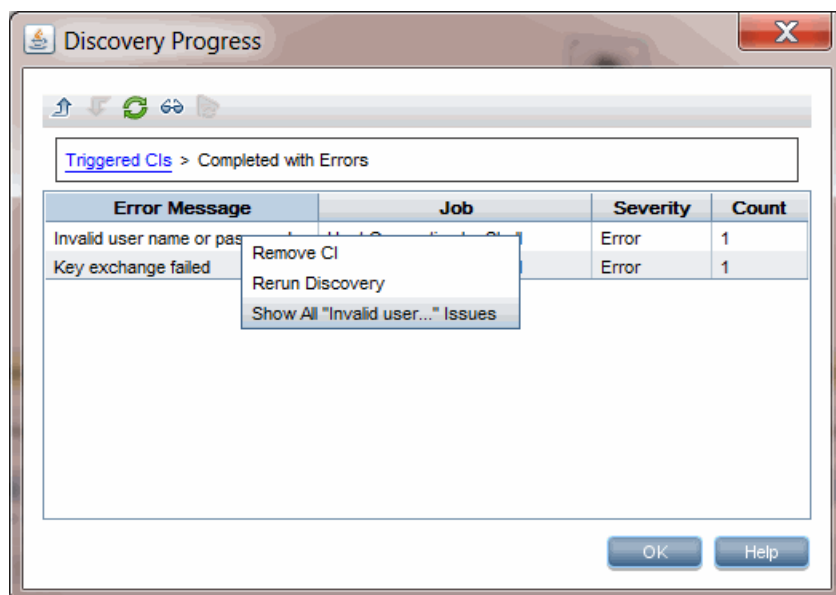 Discovery Progress
Triggered CIs > Completed with Errors
Error Message Job Severity Count
Invalid user name or Error 1
Key exchange failed Error 1
Remove CI
Rerun Discovery
Show All "Invalid user..." Issues
OK Help